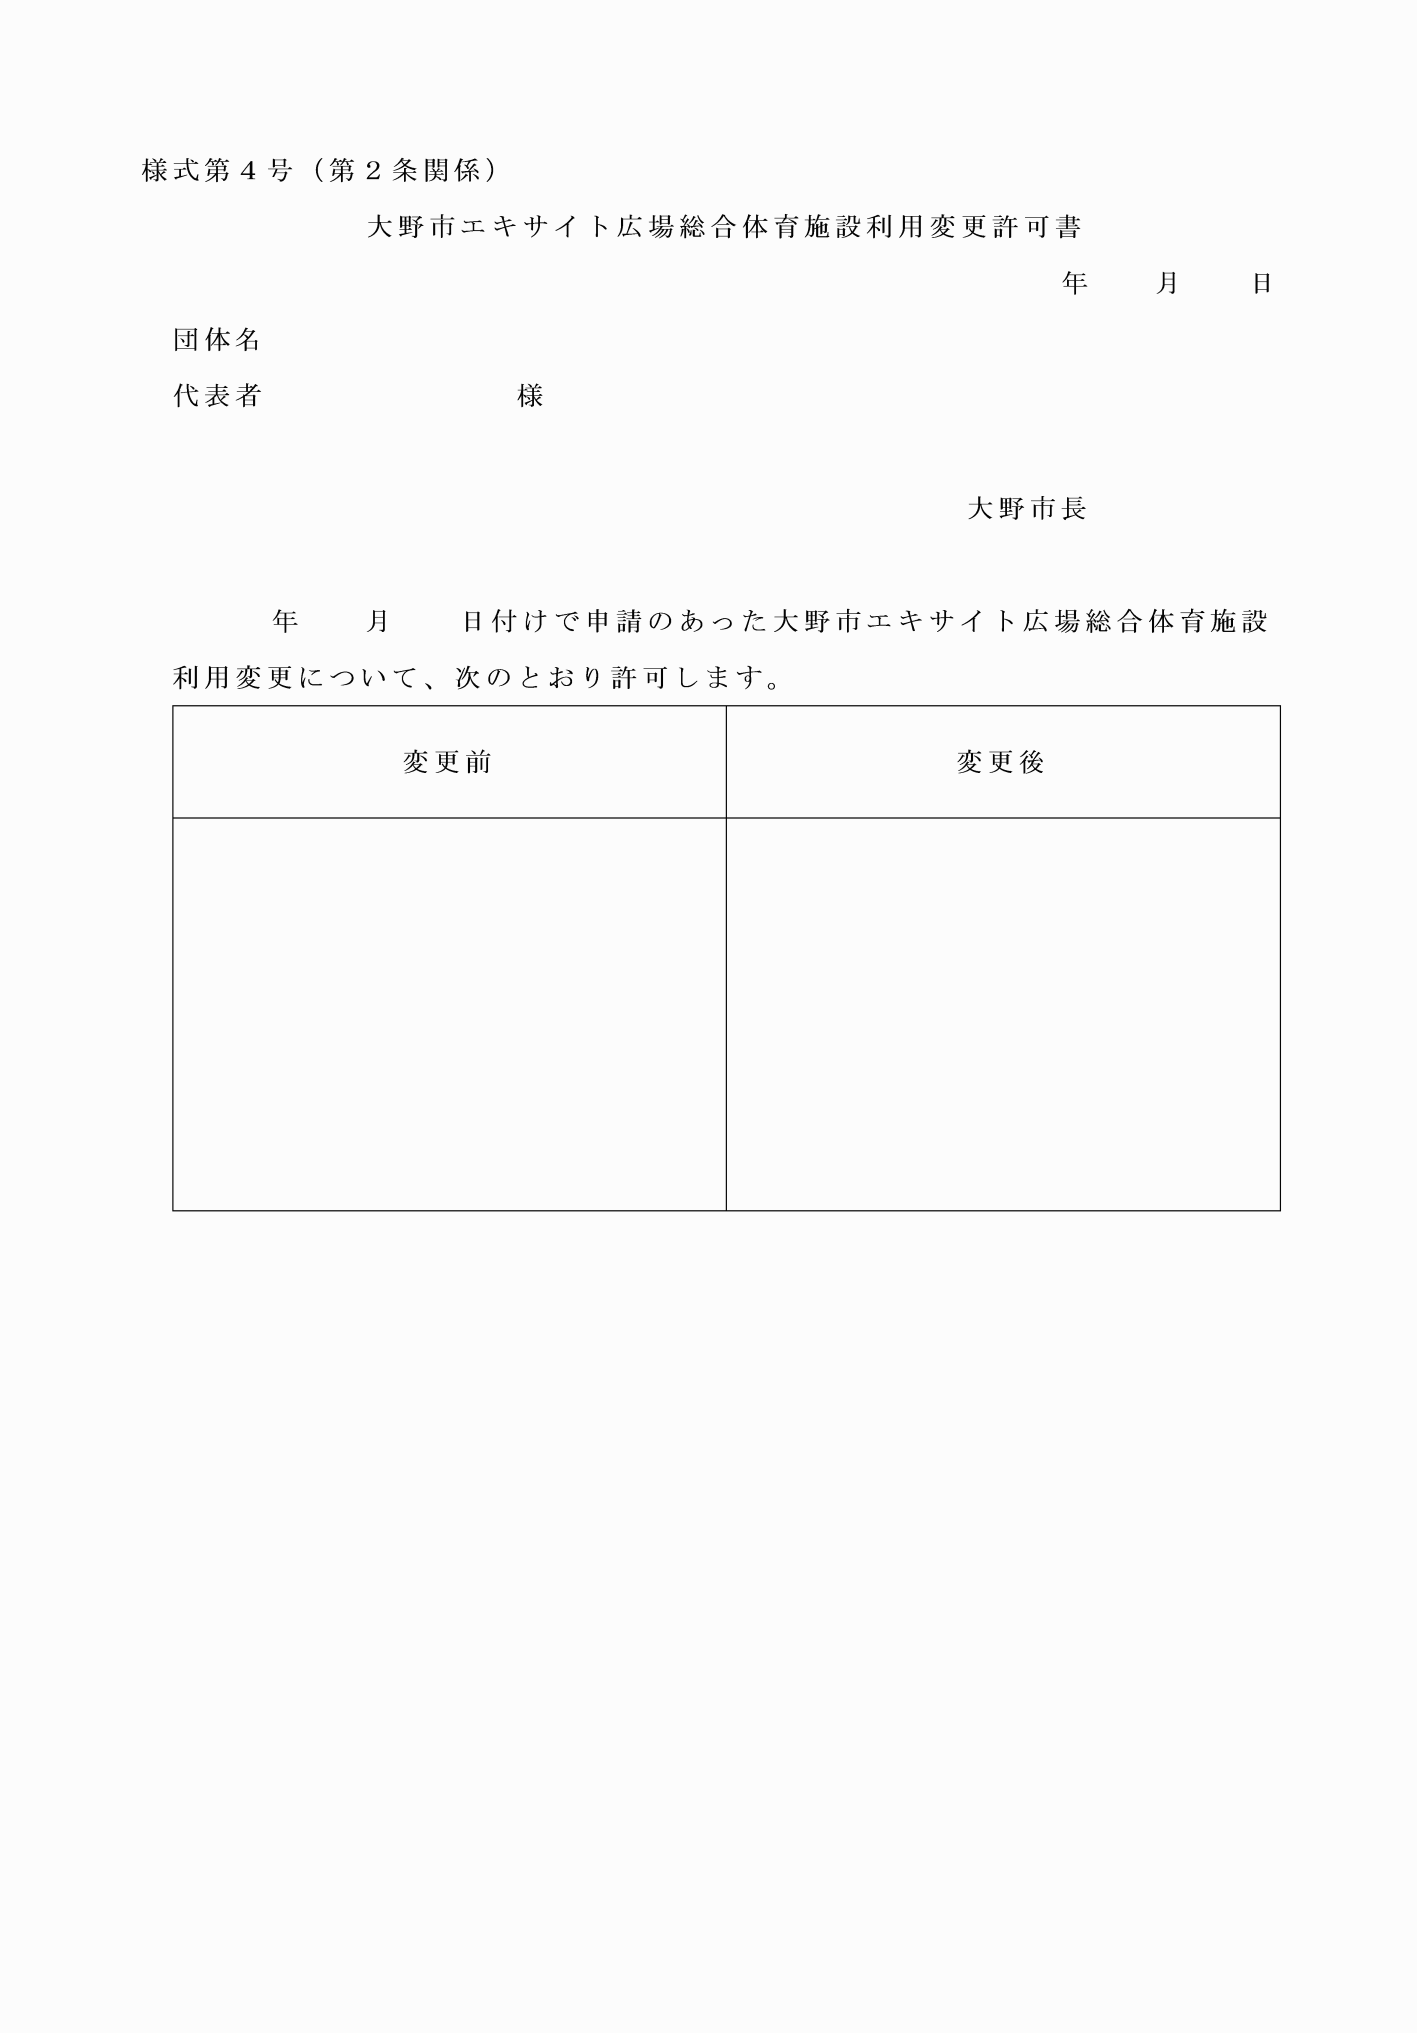 様式第４号（第２条関係）
大野市エキサイト広場総合体育施設利用変更許可書
年　　月　　日
団体名
代表者　　　　　　　　様
大野市長
年　　月　　日付けで申請のあった大野市エキサイト広場総合体育施設
利用変更について、次のとおり許可します。
変更前　変更後